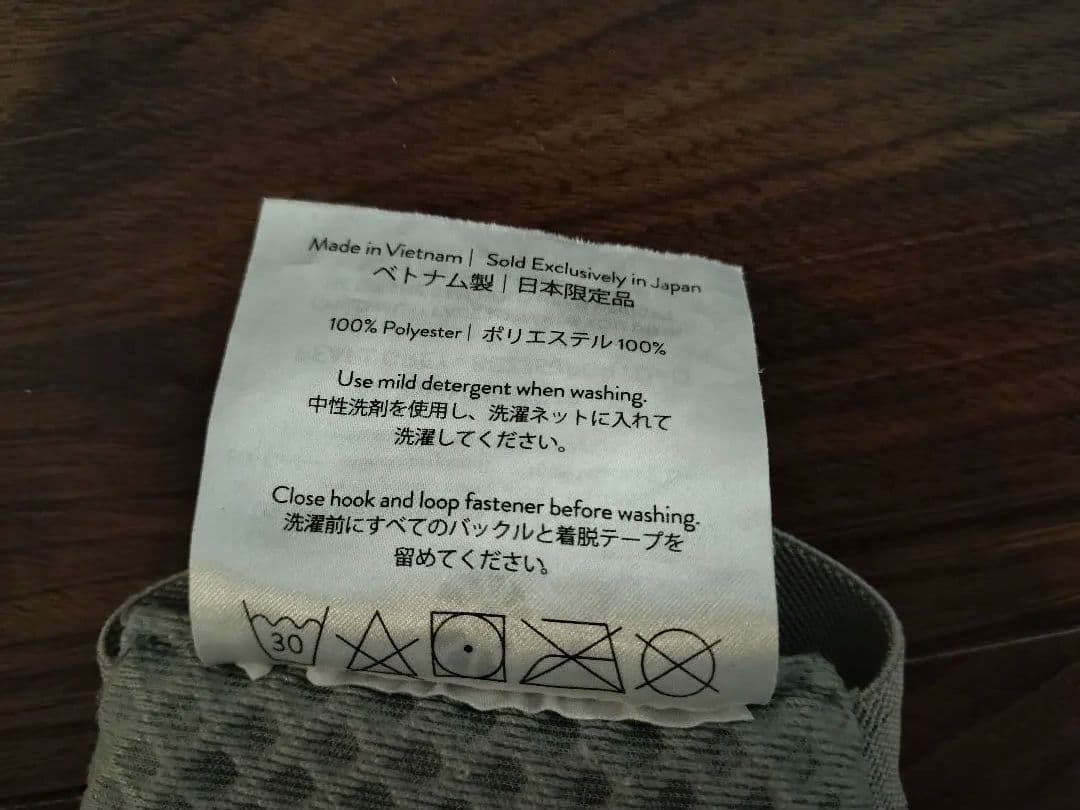 Made in Vietnam | Sold Exclusively in Japan
ベトナム製 | 日本限定品
100% Polyester | ポリエステル 100%
Use mild detergent when washing.
中性洗剤を使用し、洗濯ネットに入れて
洗濯してください。
Close hook and loop fastener before washing.
洗濯前にすべてのバックルと着脱テープを
留めてください。
30